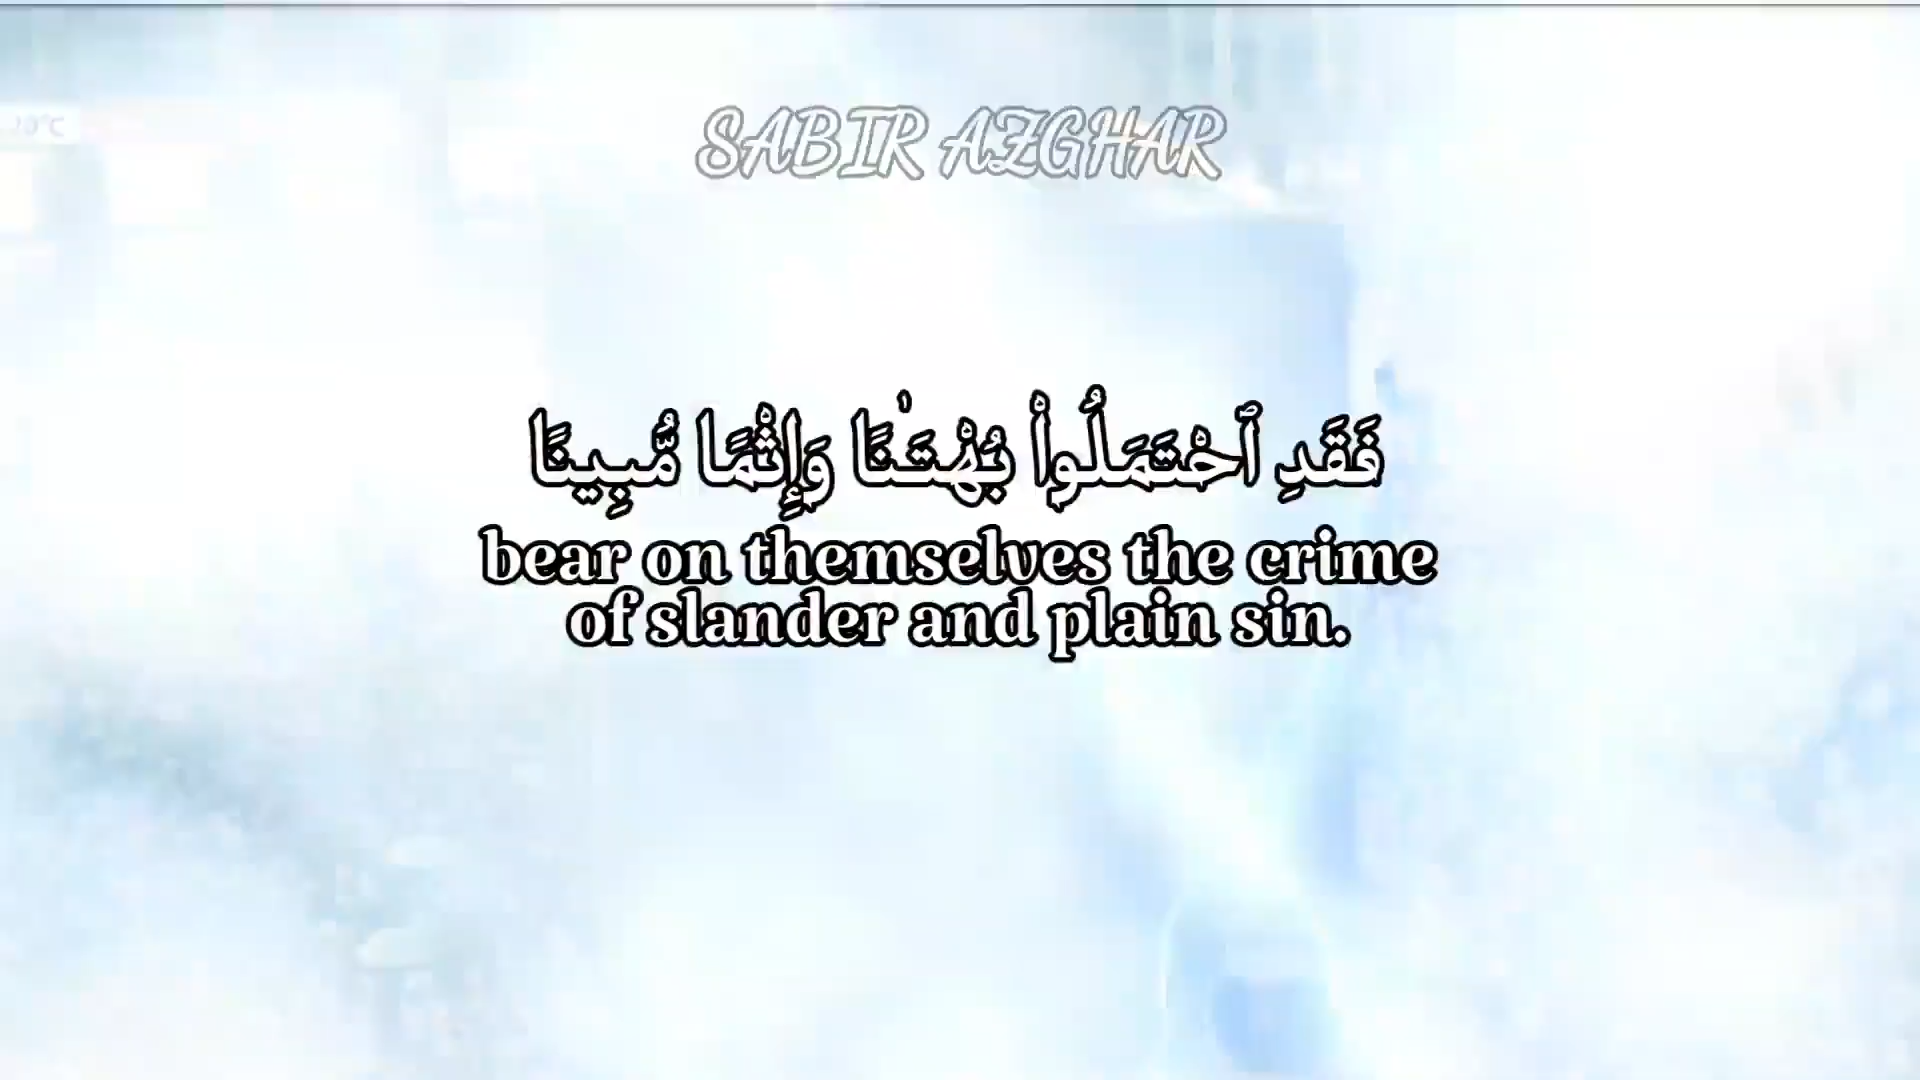 SABIR AZGHAR
فَقَدِ ٱحْتَمَلُوا۟ بُهْتَـٰنًا وَإِثْمًا مُّبِينًا
bear on themselves the crime
of slander and plain sin.